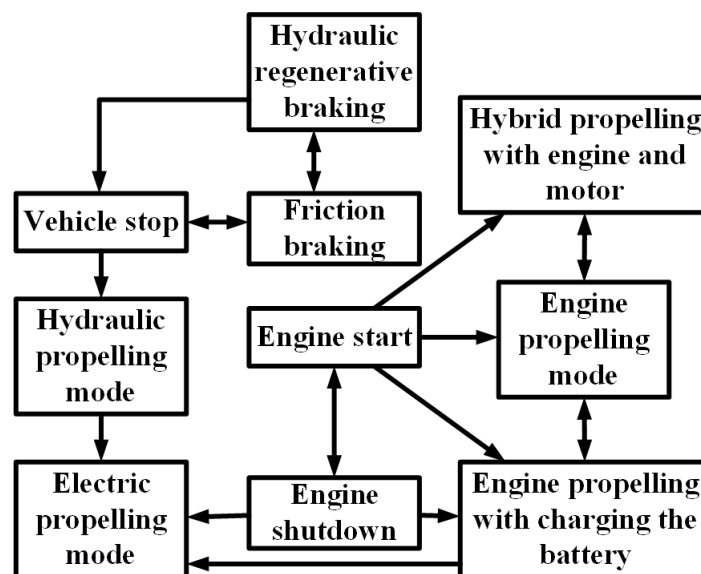 Hydraulic
regenerative
braking
Hybrid propelling
with engine and
motor
Vehicle stop
Friction
braking
Hydraulic
propelling
mode
Engine start
Engine
propelling
mode
Electric
propelling
mode
Engine
shutdown
Engine propelling
with charging the
battery